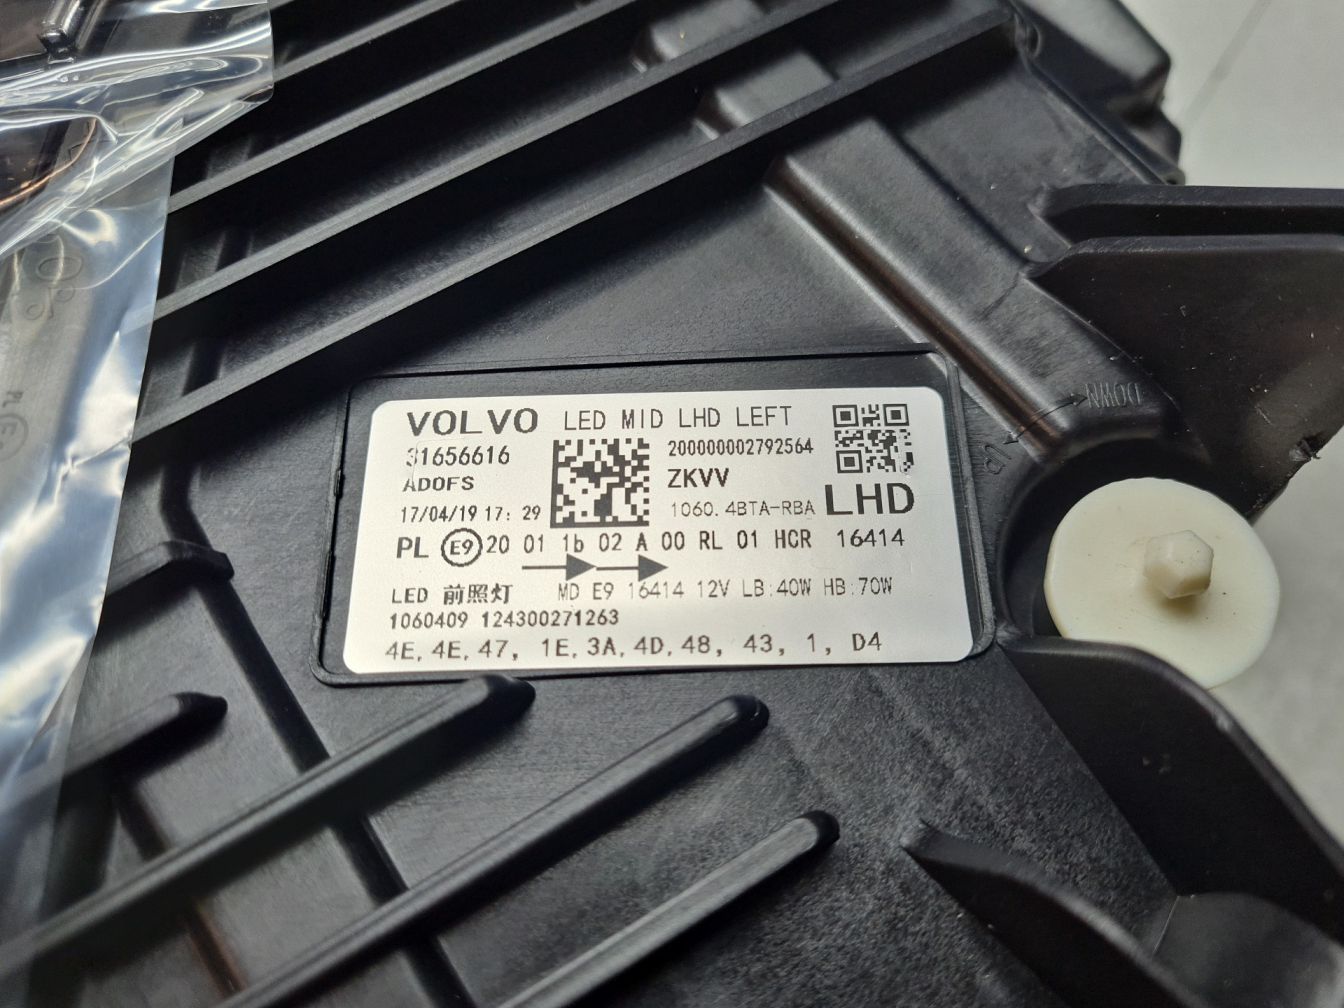 VOLVO LED MID LHD LEFT
31656616 200000002792564
ADOFS ZKVV
17/04/19 17: 29 1060.4BTA-RBA LHD
PL E9 20 01 1b 02 A 00 RL 01 HCR 16414
LED 前照灯 MD E9 16414 12V LB:40W HB:70W
1060409 124300271263
4E, 4E, 47, 1E, 3A, 4D, 48, 43, 1, D4
DOWN
UP
PL